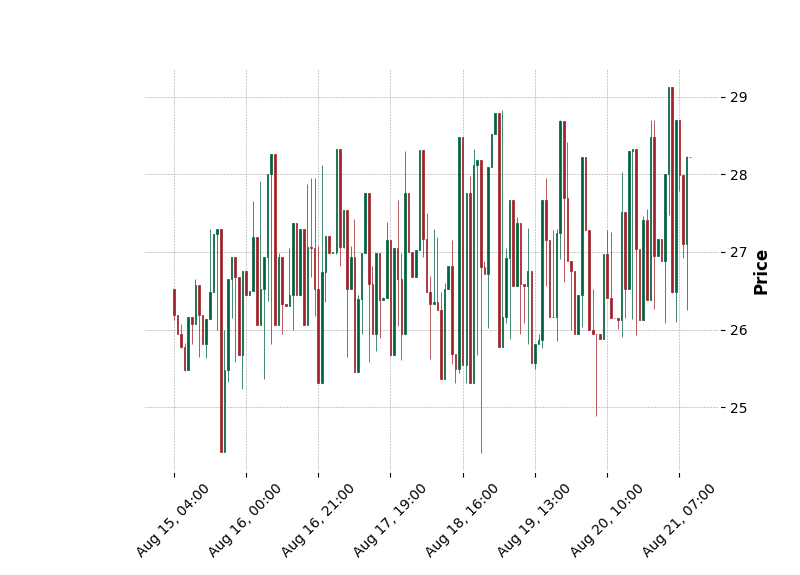 29
28
27
26
25
Price
Aug 15, 04:00
Aug 16, 00:00
Aug 16, 21:00
Aug 17, 19:00
Aug 18, 16:00
Aug 19, 13:00
Aug 20, 10:00
Aug 21, 07:00